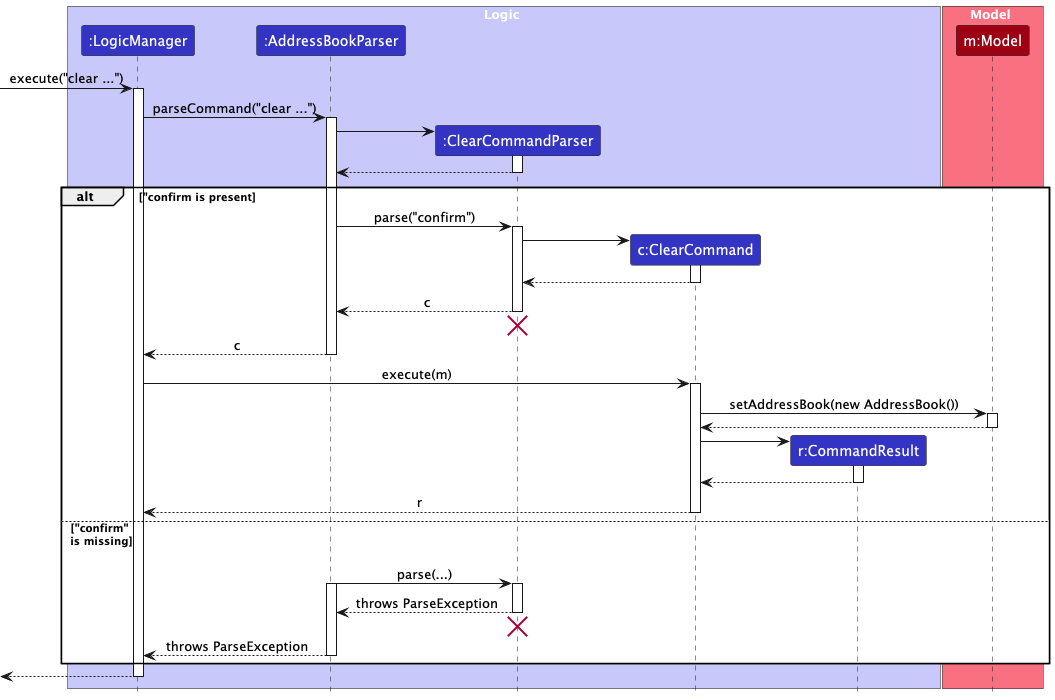 Logic
Model
:LogicManager
:AddressBookParser
m:Model
execute("clear ...")
parseCommand("clear ...")
:ClearCommandParser
alt
["confirm is present]
parse("confirm")
c:ClearCommand
c
c
execute(m)
setAddressBook(new AddressBook())
r:CommandResult
r
["confirm"
is missing]
parse(...)
throws ParseException
throws ParseException